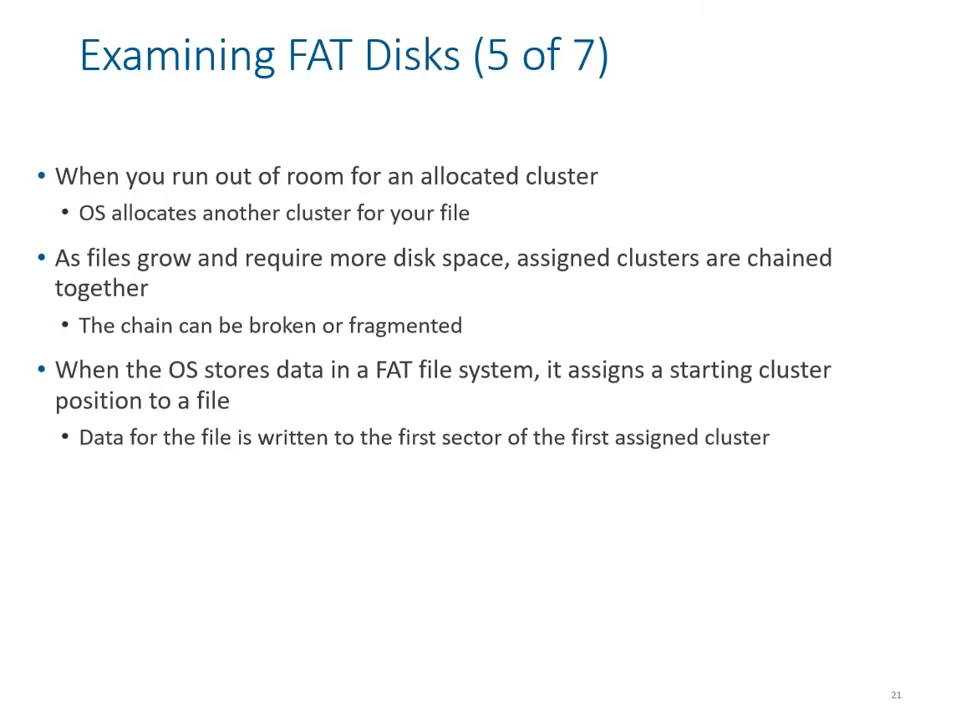 Examining FAT Disks (5 of 7)
• When you run out of room for an allocated cluster
• OS allocates another cluster for your file
• As files grow and require more disk space, assigned clusters are chained
together
• The chain can be broken or fragmented
• When the OS stores data in a FAT file system, it assigns a starting cluster
position to a file
• Data for the file is written to the first sector of the first assigned cluster
21